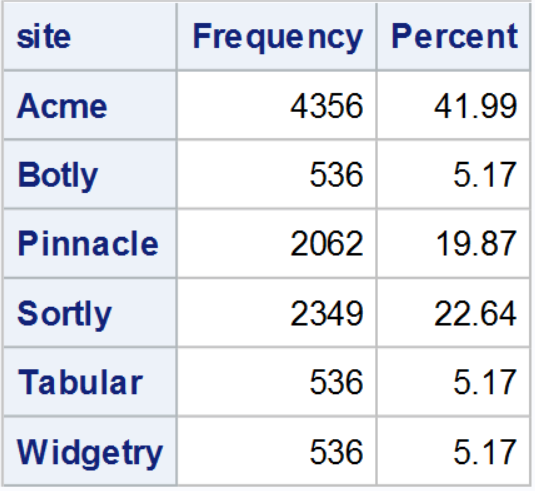 site Frequency Percent
Acme 4356 41.99
Botly 536 5.17
Pinnacle 2062 19.87
Sortly 2349 22.64
Tabular 536 5.17
Widgetry 536 5.17